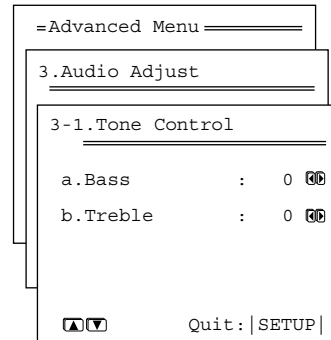 =Advanced Menu
3.Audio Adjust
3-1.Tone Control
a.Bass : 0
b.Treble : 0
Quit:|SETUP|